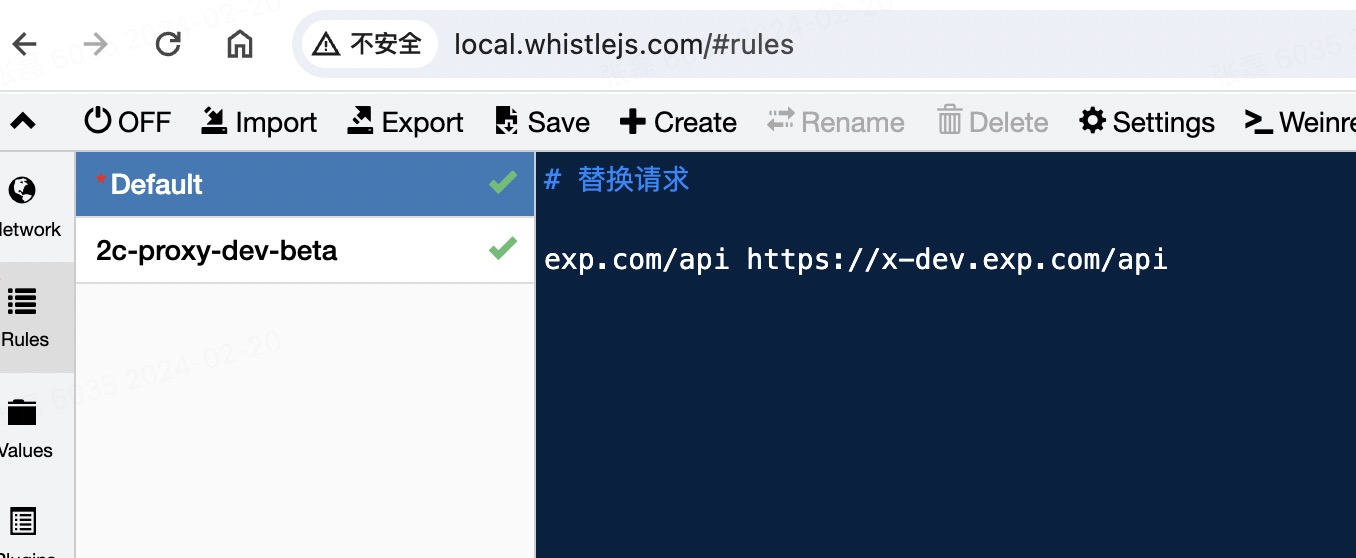 不安全 local.whistlejs.com/#rules
OFF Import Export Save Create Rename Delete Settings Weinre
etwork
Rules
Values
* Default
2c-proxy-dev-beta
# 替换请求
exp.com/api https://x-dev.exp.com/api
张磊 6035 2024-02-20